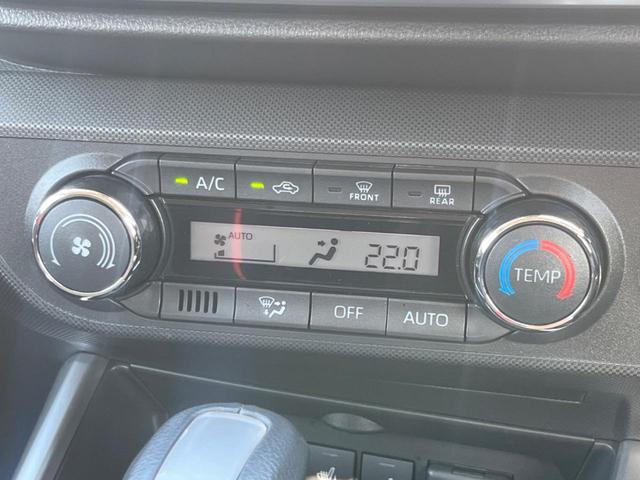 A/C
FRONT
REAR
AUTO
22.0
TEMP
OFF
AUTO